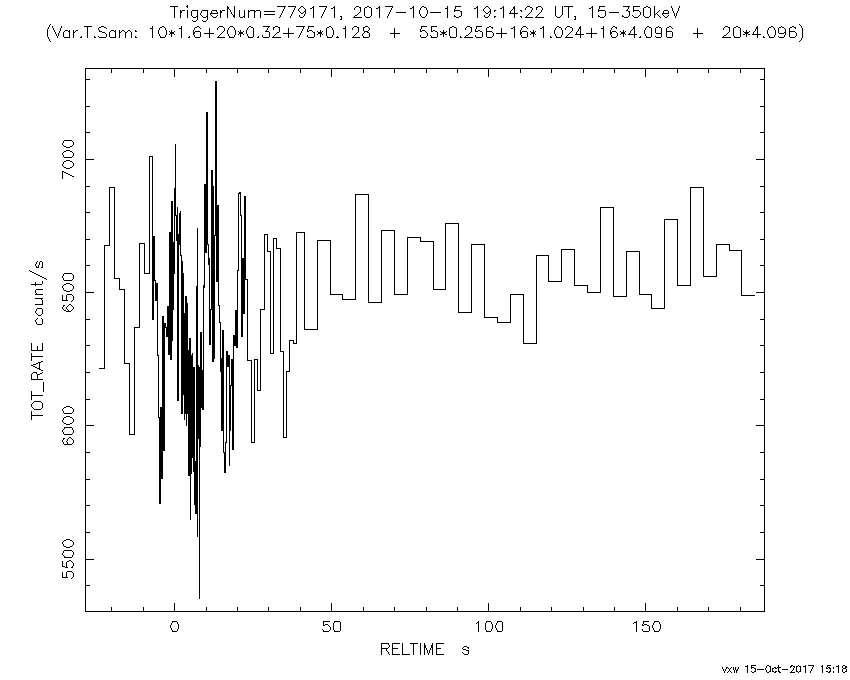 TriggerNum=779171, 2017-10-15 19:14:22 UT, 15-350keV
(Var.T.Sam: 10*1.6+20*0.32+75*0.128 + 55*0.256+16*1.024+16*4.096 + 20*4.096)
7000
6500
6000
5500
TOT_RATE count/s
0 50 100 150
RELTIME s
vxw 15-Oct-2017 15:18